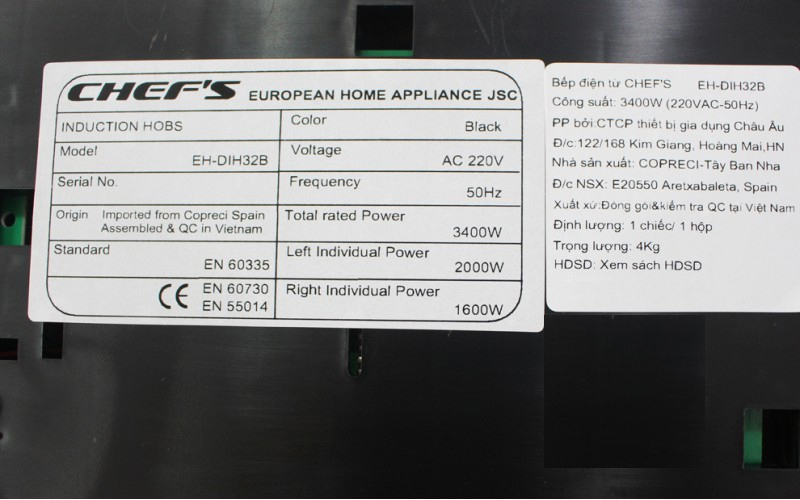 CHEF'S EUROPEAN HOME APPLIANCE JSC
INDUCTION HOBS
Color
Black
Model
EH-DIH32B
Voltage
AC 220V
Serial No.
Frequency
50Hz
Origin Imported from Copreci Spain
Assembled & QC in Vietnam
Total rated Power
3400W
Standard
EN 60335
Left Individual Power
2000W
CE EN 60730
EN 55014
Right Individual Power
1600W
Bếp điện từ CHEF'S EH-DIH32B
Công suất: 3400W (220VAC-50Hz)
PP bởi:CTCP thiết bị gia dụng Châu Âu
Đ/c:122/168 Kim Giang, Hoàng Mai,HN
Nhà sản xuất: COPRECI-Tây Ban Nha
Đ/c NSX: E20550 Aretxabaleta, Spain
Xuất xứ:Đóng gói&kiểm tra QC tại Việt Nam
Định lượng: 1 chiếc/ 1 hộp
Trọng lượng: 4Kg
HDSD: Xem sách HDSD